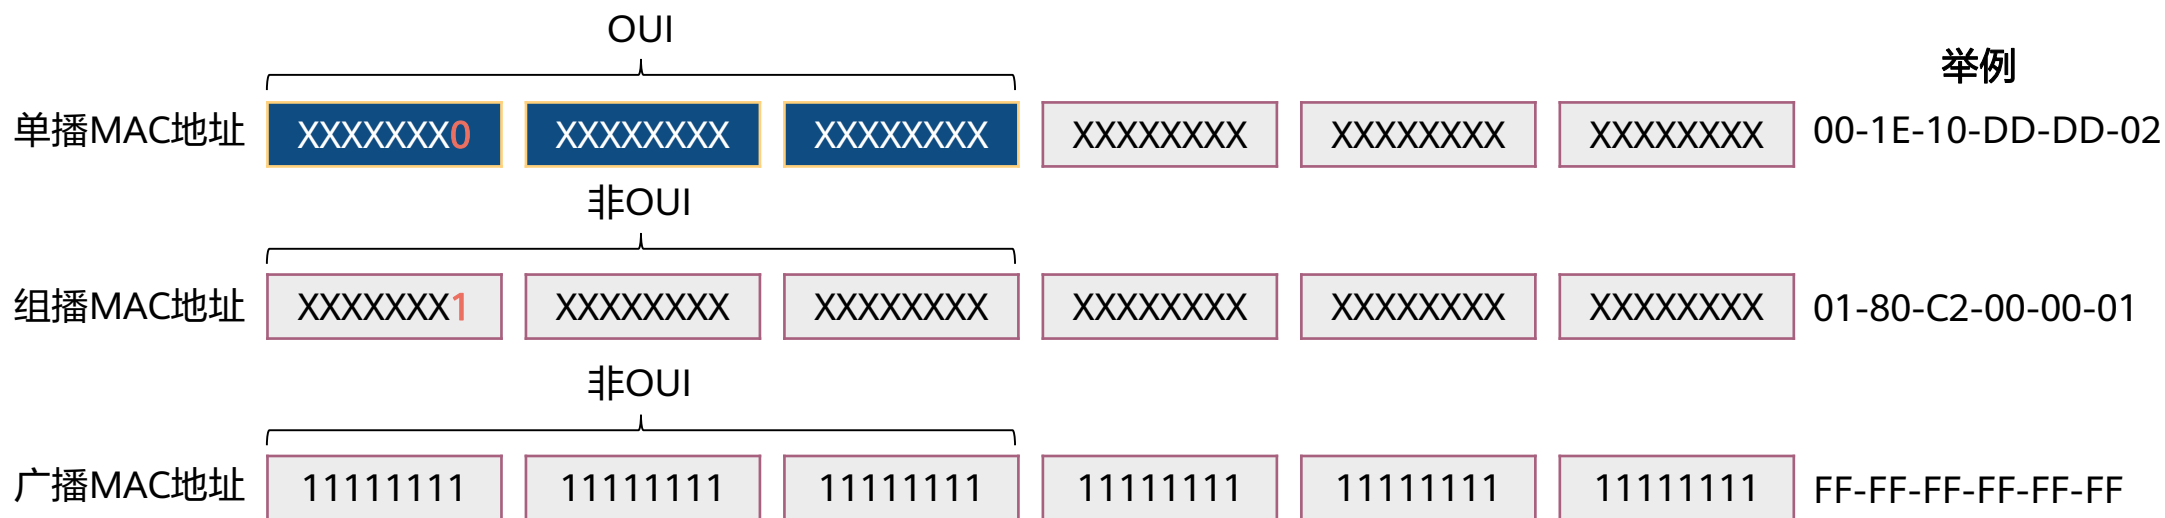 OUI
举例
单播MAC地址 XXXXXXX0 XXXXXXXX XXXXXXXX XXXXXXXX XXXXXXXX XXXXXXXX 00-1E-10-DD-DD-02
非OUI
组播MAC地址 XXXXXXX1 XXXXXXXX XXXXXXXX XXXXXXXX XXXXXXXX XXXXXXXX 01-80-C2-00-00-01
非OUI
广播MAC地址 11111111 11111111 11111111 11111111 11111111 11111111 FF-FF-FF-FF-FF-FF